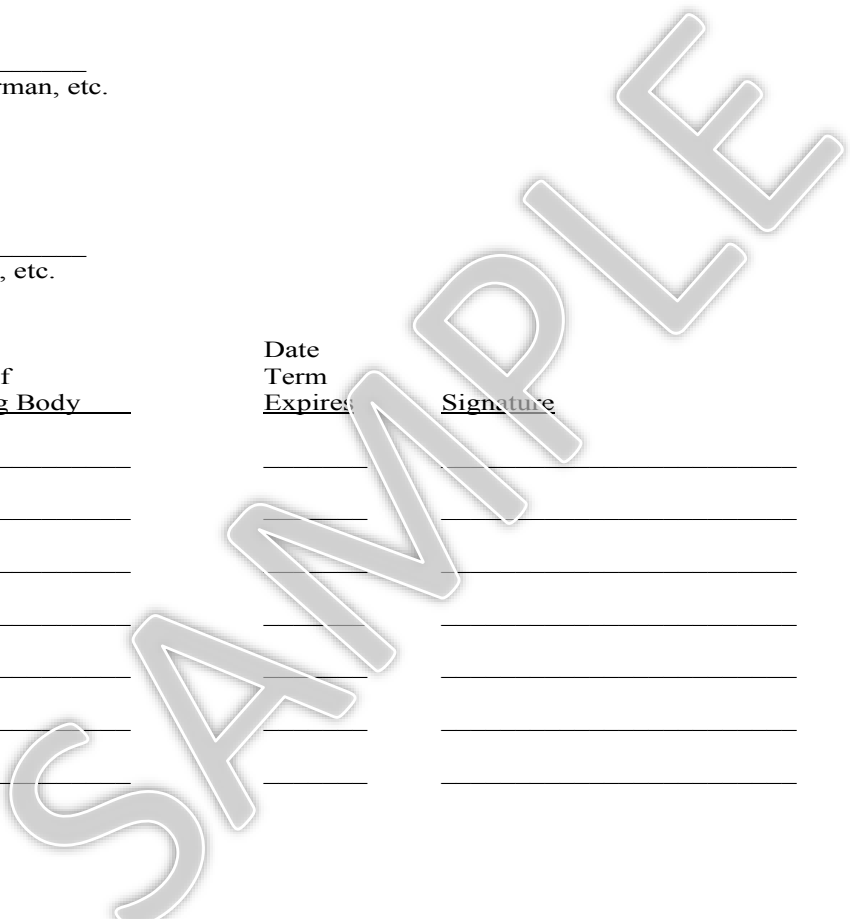 rman, etc.
, etc.
Date
f Term
g Body Expires Signature
SAMPLE